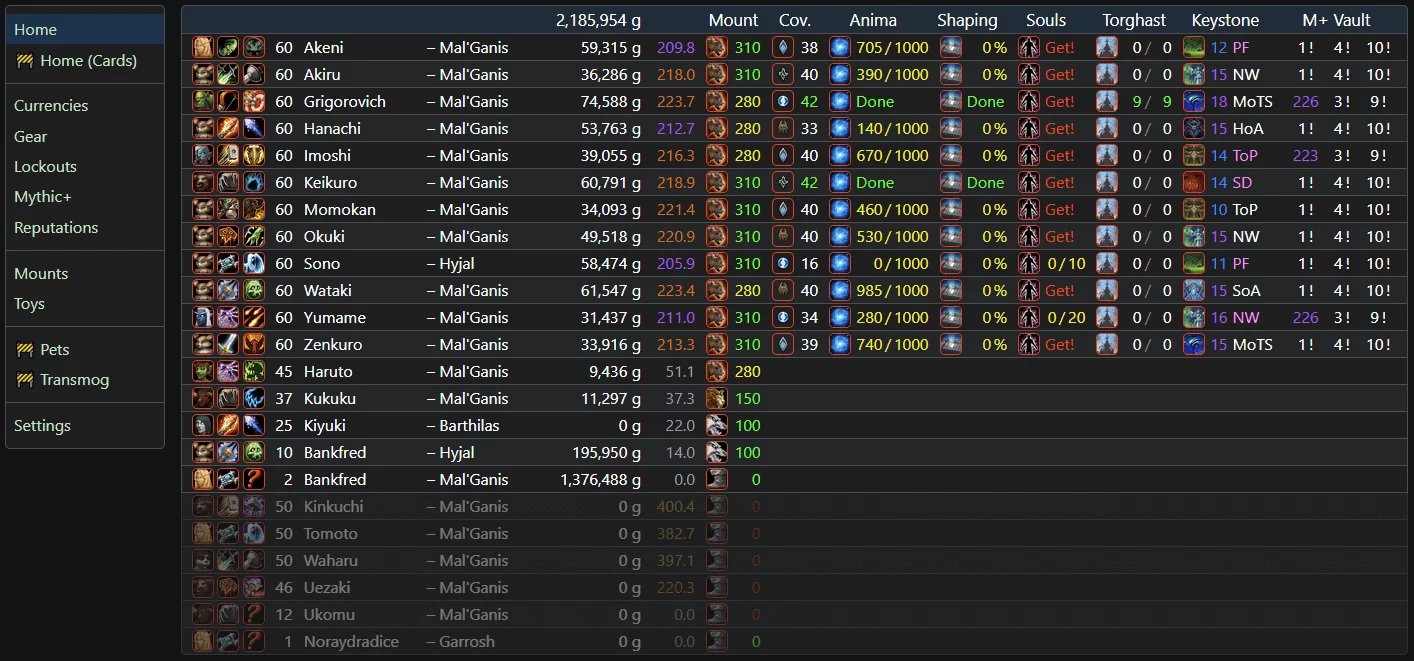 Home
Home (Cards)
Currencies
Gear
Lockouts
Mythic+
Reputations
Mounts
Toys
Pets
Transmog
Settings
2,185,954 g Mount Cov. Anima Shaping Souls Torghast Keystone M+ Vault
60 Akeni – Mal'Ganis 59,315 g 209.8 310 38 705 / 1000 0 % Get! 0 / 0 12 PF 1 ! 4 ! 10 !
60 Akiru – Mal'Ganis 36,286 g 218.0 310 40 390 / 1000 0 % Get! 0 / 0 15 NW 1 ! 4 ! 10 !
60 Grigorovich – Mal'Ganis 74,588 g 223.7 280 42 Done Done Get! 9 / 9 18 MoTS 226 3 ! 9 !
60 Hanachi – Mal'Ganis 53,763 g 212.7 280 33 140 / 1000 0 % Get! 0 / 0 15 HoA 1 ! 4 ! 10 !
60 Imoshi – Mal'Ganis 39,055 g 216.3 280 40 670 / 1000 0 % Get! 0 / 0 14 ToP 223 3 ! 9 !
60 Keikuro – Mal'Ganis 60,791 g 218.9 310 42 Done Done Get! 0 / 0 14 SD 1 ! 4 ! 10 !
60 Momokan – Mal'Ganis 34,093 g 221.4 310 40 460 / 1000 0 % Get! 0 / 0 10 ToP 1 ! 4 ! 10 !
60 Okuki – Mal'Ganis 49,518 g 220.9 310 40 530 / 1000 0 % Get! 0 / 0 15 NW 1 ! 4 ! 10 !
60 Sono – Hyjal 58,474 g 205.9 310 16 0 / 1000 0 % 0 / 10 0 / 0 11 PF 1 ! 4 ! 10 !
60 Wataki – Mal'Ganis 61,547 g 223.4 280 40 985 / 1000 0 % Get! 0 / 0 15 SoA 1 ! 4 ! 10 !
60 Yumame – Mal'Ganis 31,437 g 211.0 310 34 280 / 1000 0 % 0 / 20 0 / 0 16 NW 226 3 ! 9 !
60 Zenkuro – Mal'Ganis 33,916 g 213.3 310 39 740 / 1000 0 % Get! 0 / 0 15 MoTS 1 ! 4 ! 10 !
45 Haruto – Mal'Ganis 9,436 g 51.1 280
37 Kukuku – Mal'Ganis 11,297 g 37.3 150
25 Kiyuki – Barthilas 0 g 22.0 100
10 Bankfred – Hyjal 195,950 g 14.0 100
2 Bankfred – Mal'Ganis 1,376,488 g 0.0 0
50 Kinkuchi – Mal'Ganis 0 g 400.4 0
50 Tomoto – Mal'Ganis 0 g 382.7 0
50 Waharu – Mal'Ganis 0 g 397.1 0
46 Uezaki – Mal'Ganis 0 g 220.3 0
12 Ukomu – Mal'Ganis 0 g 0.0 0
1 Noraydradice – Garrosh 0 g 0.0 0